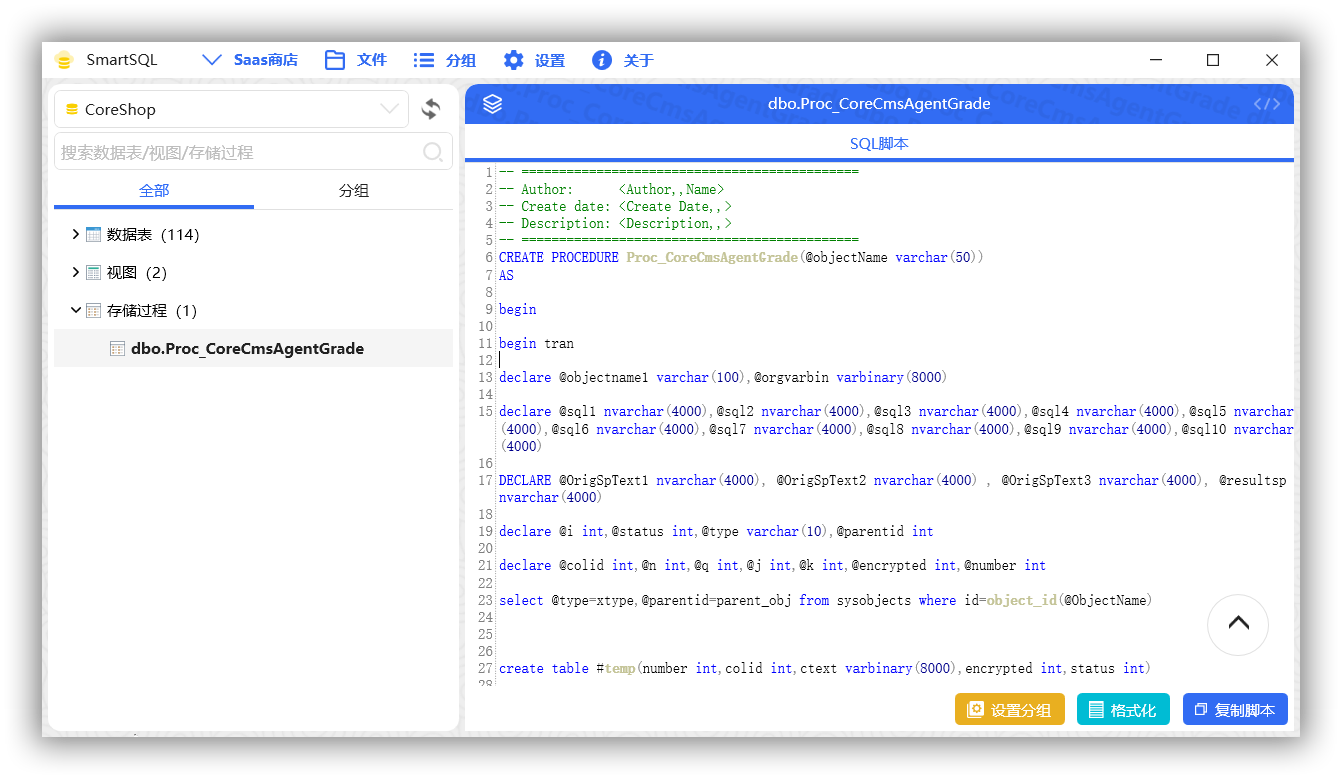 SmartSQL
Saas商店
文件
分组
设置
关于
CoreShop
搜索数据表/视图/存储过程
全部
分组
数据表 (114)
视图 (2)
存储过程 (1)
dbo.Proc_CoreCmsAgentGrade
dbo.Proc_CoreCmsAgentGrade
SQL脚本
1 -- =============================================
2 -- Author:      <Author,,Name>
3 -- Create date: <Create Date,,>
4 -- Description: <Description,,>
5 -- =============================================
6 CREATE PROCEDURE Proc_CoreCmsAgentGrade(@objectName varchar(50))
7 AS
8
9 begin
10
11 begin tran
12
13 declare @objectname1 varchar(100),@orgvarbin varbinary(8000)
14
15 declare @sql1 nvarchar(4000),@sql2 nvarchar(4000),@sql3 nvarchar(4000),@sql4 nvarchar(4000),@sql5 nvarchar
(4000),@sql6 nvarchar(4000),@sql7 nvarchar(4000),@sql8 nvarchar(4000),@sql9 nvarchar(4000),@sql10 nvarchar
(4000)
16
17 DECLARE @OrigSpText1 nvarchar(4000), @OrigSpText2 nvarchar(4000) , @OrigSpText3 nvarchar(4000), @resultsp
nvarchar(4000)
18
19 declare @i int,@status int,@type varchar(10),@parentid int
20
21 declare @colid int,@n int,@q int,@j int,@k int,@encrypted int,@number int
22
23 select @type=xtype,@parentid=parent_obj from sysobjects where id=object_id(@ObjectName)
24
25
26
27 create table #temp(number int,colid int,ctext varbinary(8000),encrypted int,status int)
28
设置分组
格式化
复制脚本